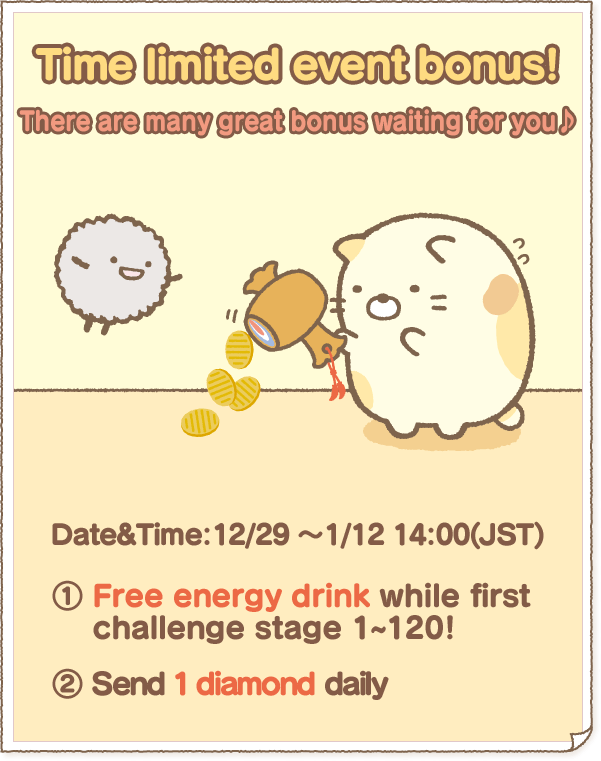 Time limited event bonus!
There are many great bonus waiting for you♪
Date&Time:12/29 ～1/12 14:00(JST)
① Free energy drink while first
challenge stage 1~120!
② Send 1 diamond daily